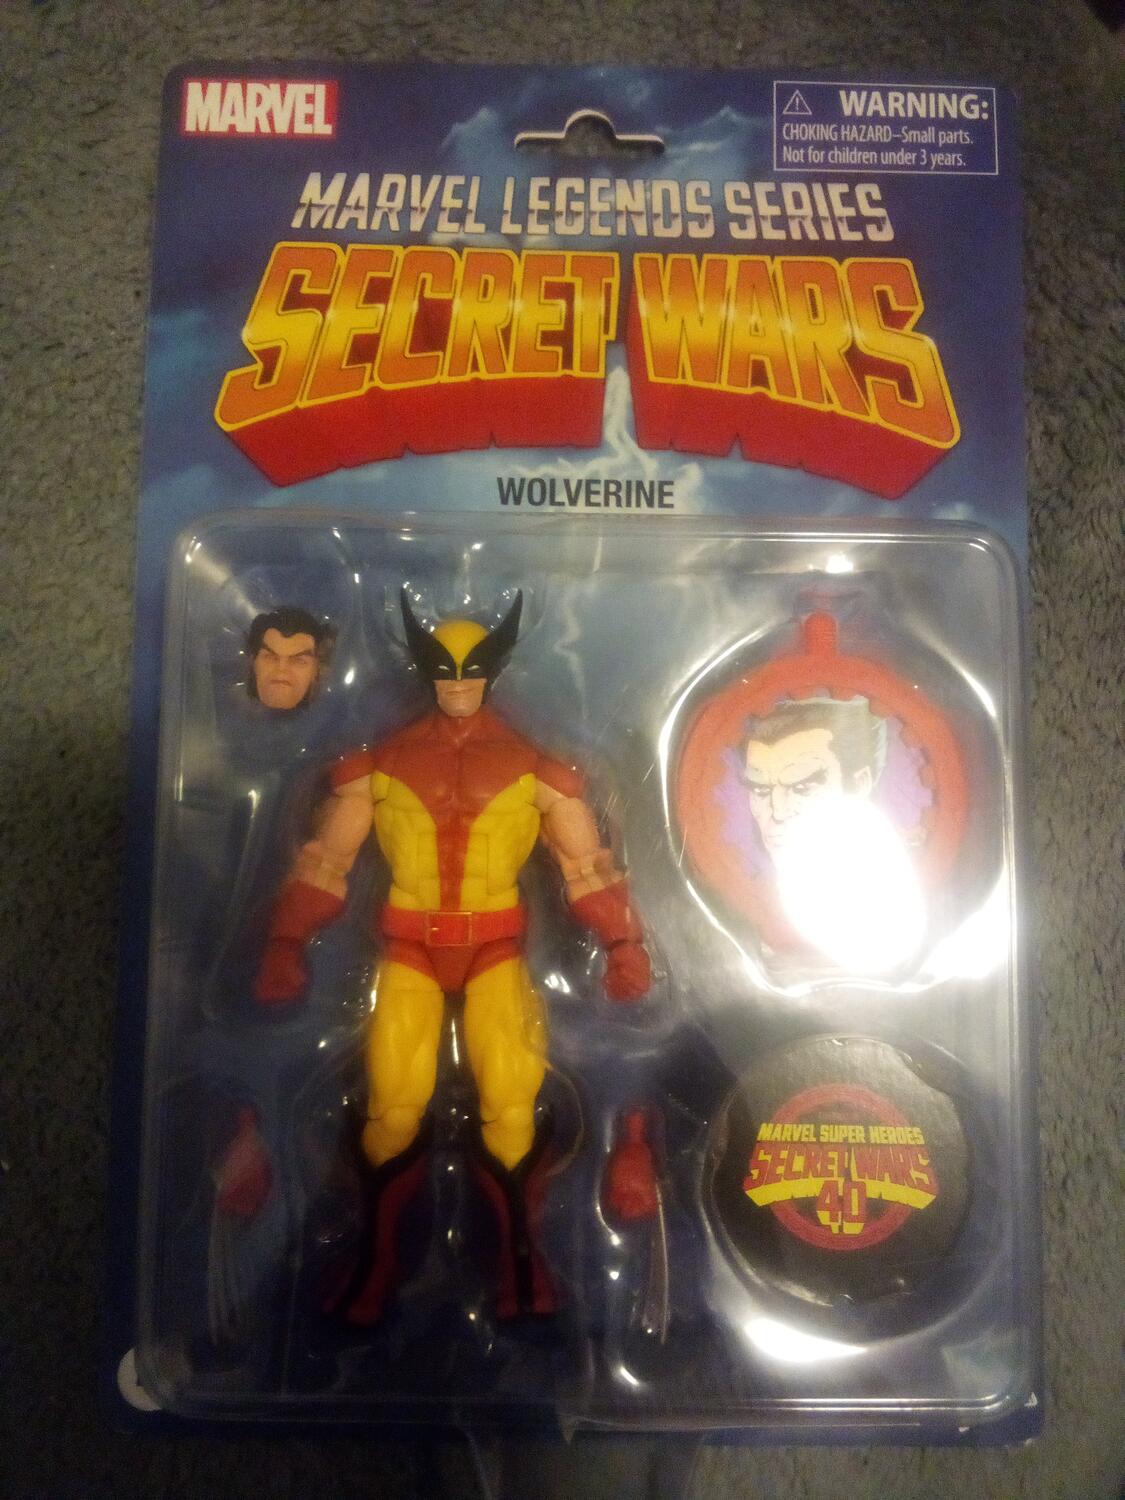 MARVEL
WARNING:
CHOKING HAZARD–Small parts.
Not for children under 3 years.
MARVEL LEGENDS SERIES
SECRET WARS
WOLVERINE
MARVEL SUPER HEROES
SECRET WARS
40